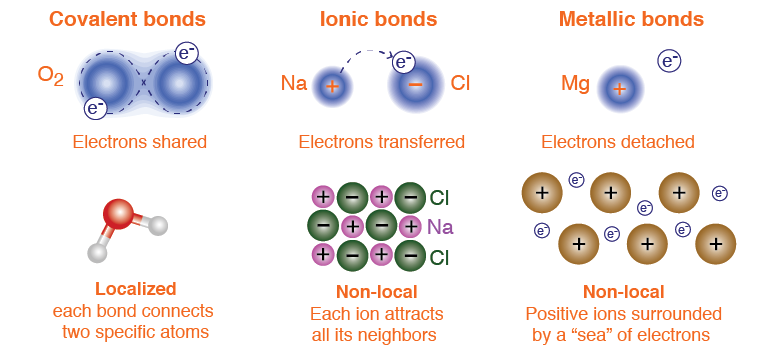 Covalent bonds
O2
e-
e-
Electrons shared
Localized
each bond connects
two specific atoms
Ionic bonds
Na
+
e-
−
Cl
Electrons transferred
+ − + − Cl
− + − + Na
+ − + − Cl
Non-local
Each ion attracts
all its neighbors
Metallic bonds
Mg
+
e-
Electrons detached
+ e- + e- + e-
e- + e- + e- +
Non-local
Positive ions surrounded
by a “sea” of electrons